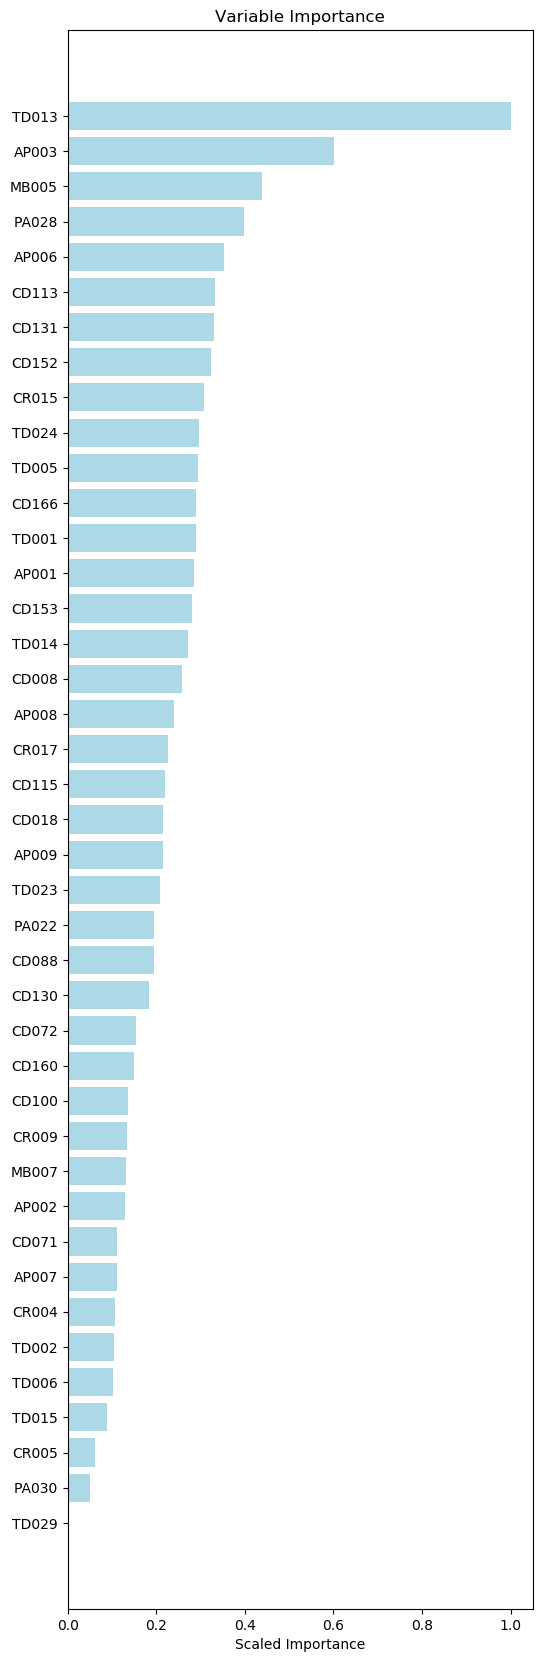 Variable Importance
TD013
AP003
MB005
PA028
AP006
CD113
CD131
CD152
CR015
TD024
TD005
CD166
TD001
AP001
CD153
TD014
CD008
AP008
CR017
CD115
CD018
AP009
TD023
PA022
CD088
CD130
CD072
CD160
CD100
CR009
MB007
AP002
CD071
AP007
CR004
TD002
TD006
TD015
CR005
PA030
TD029
0.0 0.2 0.4 0.6 0.8 1.0
Scaled Importance